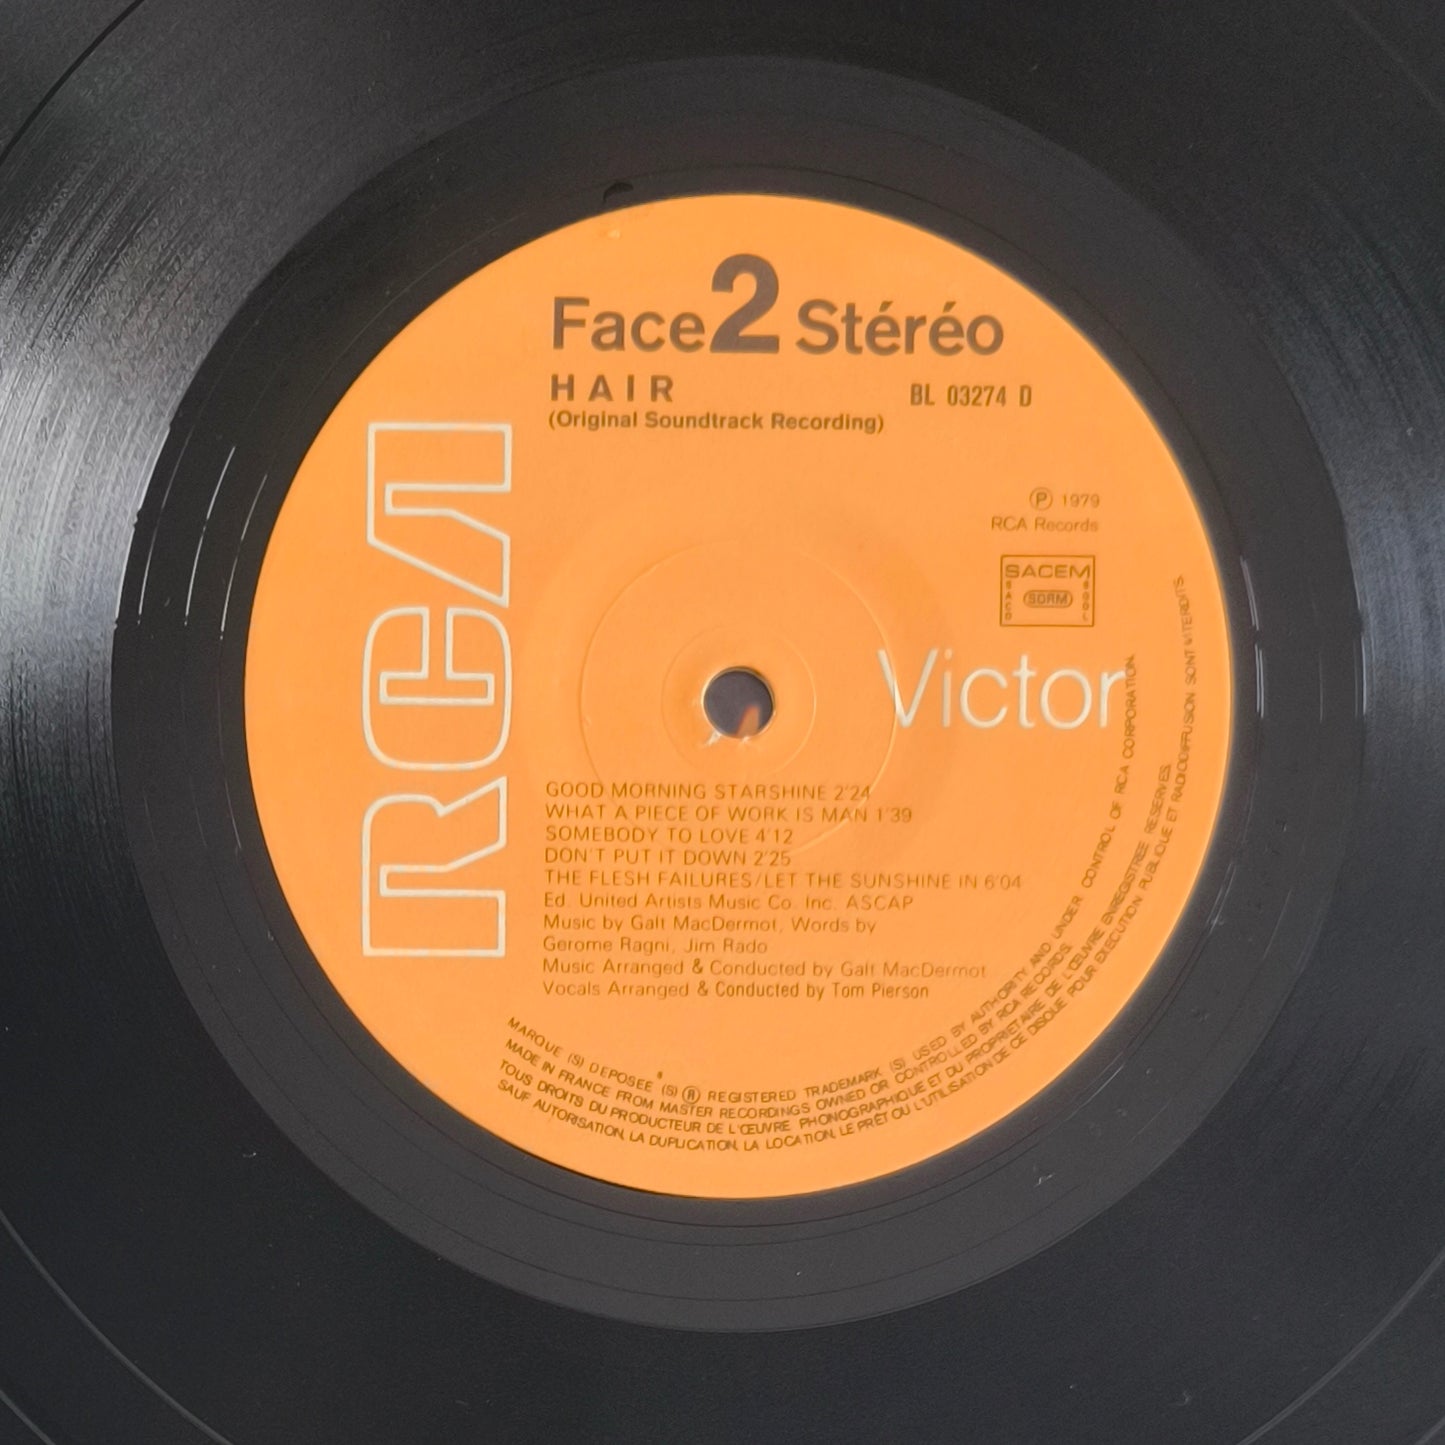 Face 2 Stéréo
HAIR
BL 03274 D
(Original Soundtrack Recording)
RCA
Ⓟ 1979
RCA Records
SACEM
SACD
SDRM
SGDL
Victor
GOOD MORNING STARSHINE 2'24
WHAT A PIECE OF WORK IS MAN 1'39
SOMEBODY TO LOVE 4'12
DON'T PUT IT DOWN 2'25
THE FLESH FAILURES/LET THE SUNSHINE IN 6'04
Ed. United Artists Music Co. Inc. ASCAP
Music by Galt MacDermot, Words by
Gerome Ragni, Jim Rado
Music Arranged & Conducted by Galt MacDermot
Vocals Arranged & Conducted by Tom Pierson
MARQUE (S) DEPOSEE (S) ® REGISTERED TRADEMARK (S) USED BY AUTHORITY AND UNDER CONTROL OF RCA CORPORATION.
MADE IN FRANCE FROM MASTER RECORDINGS OWNED OR CONTROLLED BY RCA RECORDS.
TOUS DROITS DU PRODUCTEUR DE L'ŒUVRE PHONOGRAPHIQUE ET DU PROPRIETAIRE DE L'ŒUVRE ENREGISTREE RESERVES.
SAUF AUTORISATION, LA DUPLICATION, LA LOCATION, LE PRÊT OU L'UTILISATION DE CE DISQUE POUR EXECUTION PUBLIQUE ET RADIODIFFUSION SONT INTERDITS.